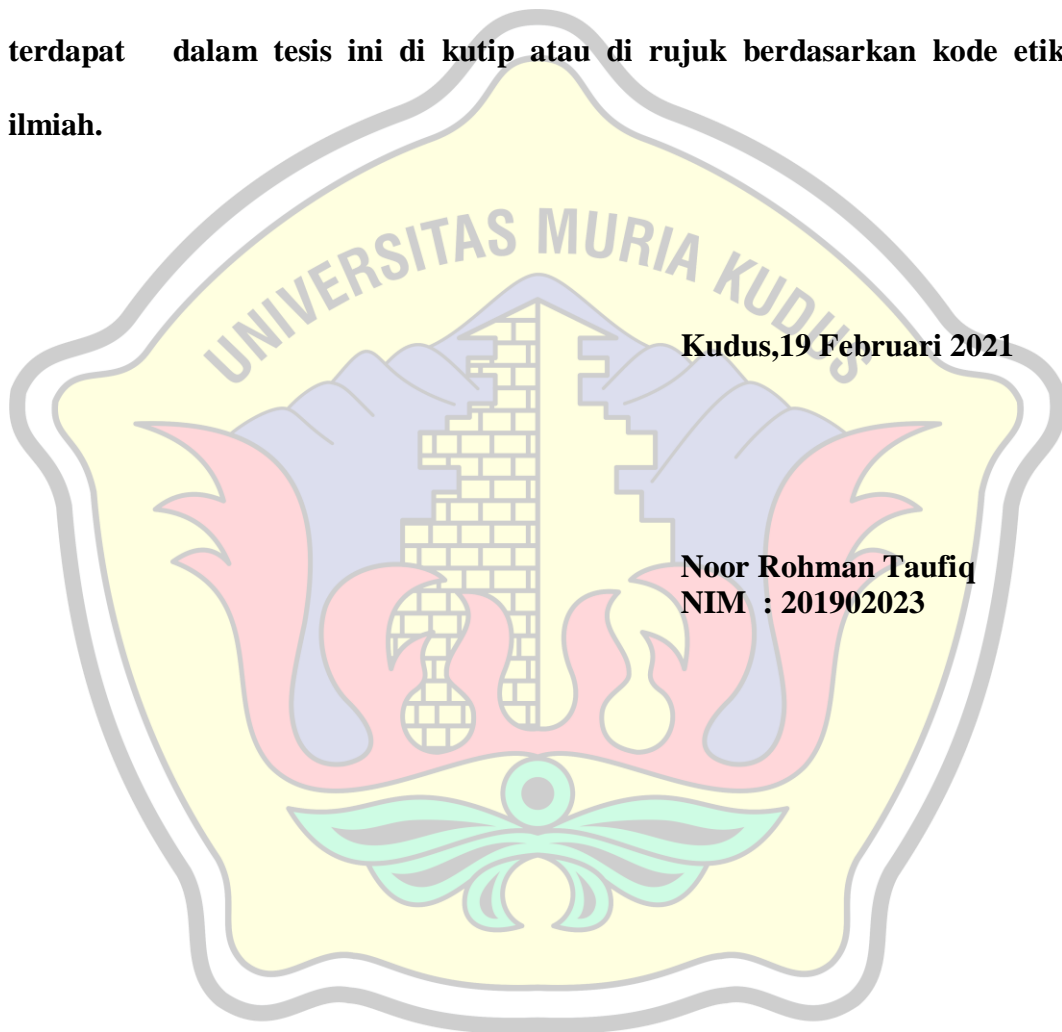 terdapat dalam tesis ini di kutip atau di rujuk berdasarkan kode etik
ilmiah.
UNIVERSITAS MURIA KUDUS
Kudus,19 Februari 2021
Noor Rohman Taufiq
NIM : 201902023